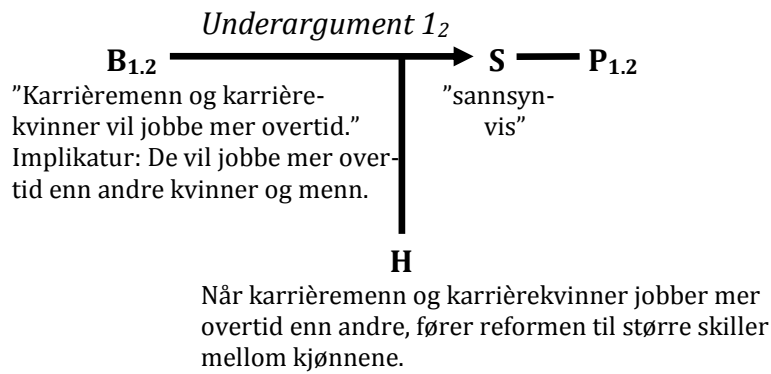 Underargument 1₂
B₁.₂ S P₁.₂
”Karrièremenn og karrière- ”sannsyn-
kvinner vil jobbe mer overtid.” vis”
Implikatur: De vil jobbe mer over-
tid enn andre kvinner og menn.
H
Når karrièremenn og karrièrekvinner jobber mer
overtid enn andre, fører reformen til større skiller
mellom kjønnene.